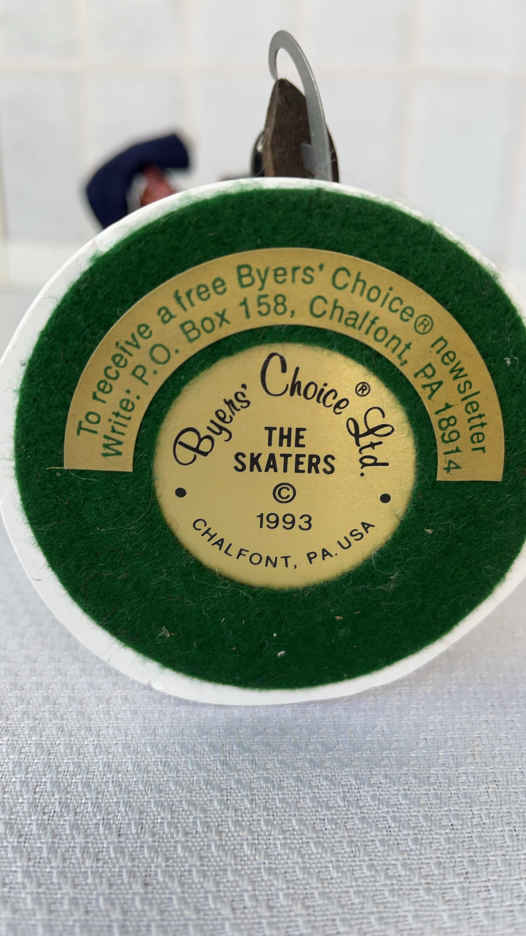 To receive a free Byers' Choice® newsletter
Write: P.O. Box 158, Chalfont, PA 18914
Byers' Choice® Ltd.
THE
SKATERS
©
1993
CHALFONT, PA. USA